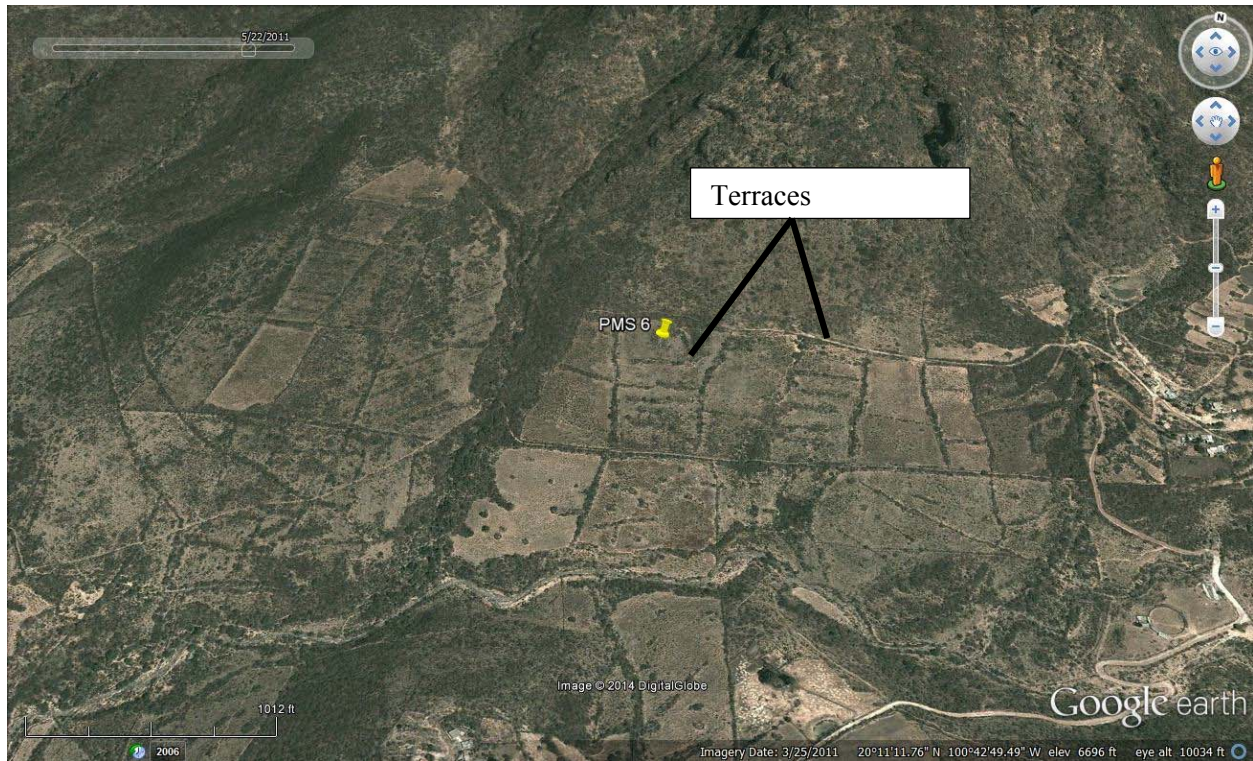 5/22/2011
N
Terraces
PMS 6
Image © 2014 DigitalGlobe
Google earth
1012 ft
2006
Imagery Date: 3/25/2011 20°11'11.76" N 100°42'49.49" W elev 6696 ft eye alt 10034 ft